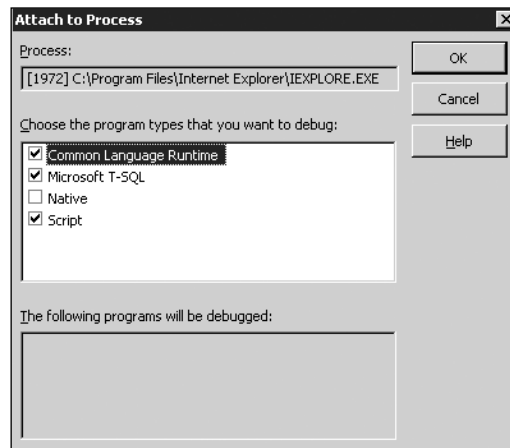 Attach to Process
Process:
[1972] C:\Program Files\Internet Explorer\IEXPLORE.EXE
OK
Cancel
Help
Choose the program types that you want to debug:
Common Language Runtime
Microsoft T-SQL
Native
Script
The following programs will be debugged: